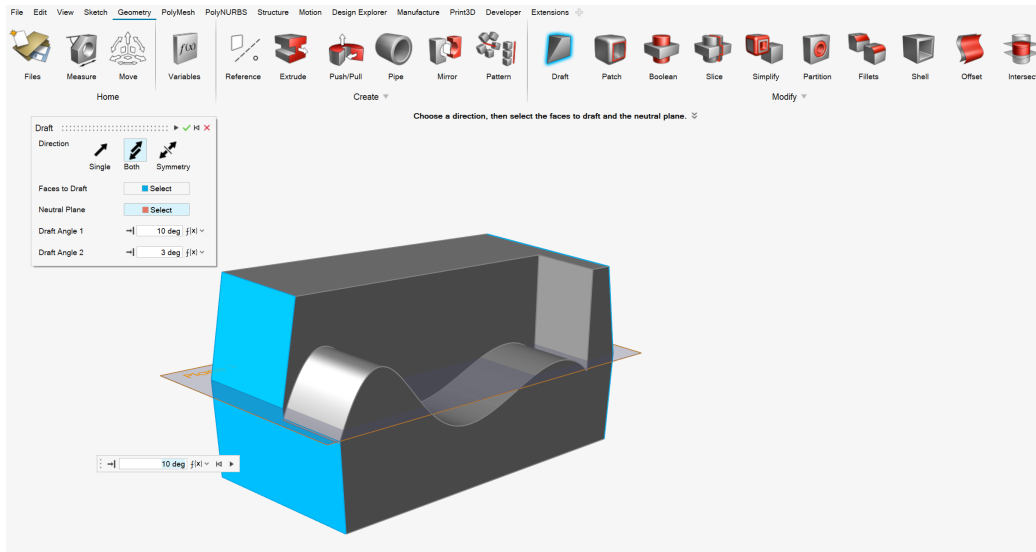 File Edit View Sketch Geometry PolyMesh PolyNURBS Structure Motion Design Explorer Manufacture Print3D Developer Extensions
f(x)
Files Measure Move Variables Reference Extrude Push/Pull Pipe Mirror Pattern Draft Patch Boolean Slice Simplify Partition Fillets Shell Offset Intersect
Home Create Modify
Choose a direction, then select the faces to draft and the neutral plane.
Draft
Direction
Single Both Symmetry
Faces to Draft Select
Neutral Plane Select
Draft Angle 1 10 deg f(x)
Draft Angle 2 3 deg f(x)
10 deg f(x)